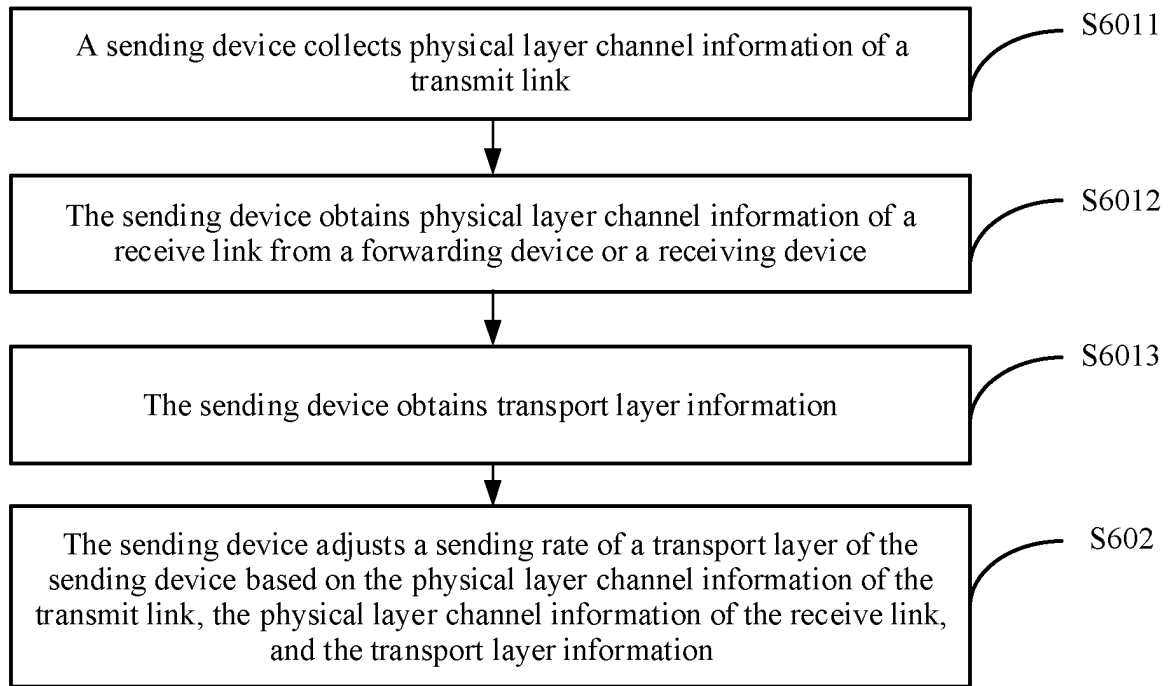 A sending device collects physical layer channel information of a
transmit link
S6011
The sending device obtains physical layer channel information of a
receive link from a forwarding device or a receiving device
S6012
The sending device obtains transport layer information
S6013
The sending device adjusts a sending rate of a transport layer of the
sending device based on the physical layer channel information of the
transmit link, the physical layer channel information of the receive link,
and the transport layer information
S602